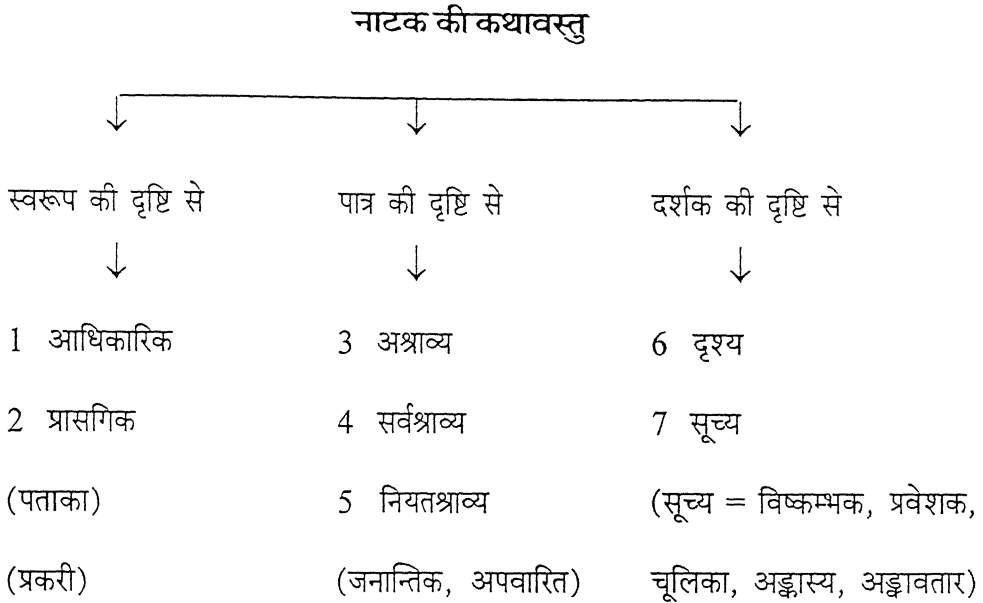 नाटक की कथावस्तु
स्वरूप की दृष्टि से पात्र की दृष्टि से दर्शक की दृष्टि से
1 आधिकारिक 3 अश्राव्य 6 दृश्य
2 प्रासगिक 4 सर्वश्राव्य 7 सूच्य
(पताका) 5 नियतश्राव्य (सूच्य = विष्कम्भक, प्रवेशक,
(प्रकरी) (जनान्तिक, अपवारित) चूलिका, अङ्कास्य, अङ्कावतार)